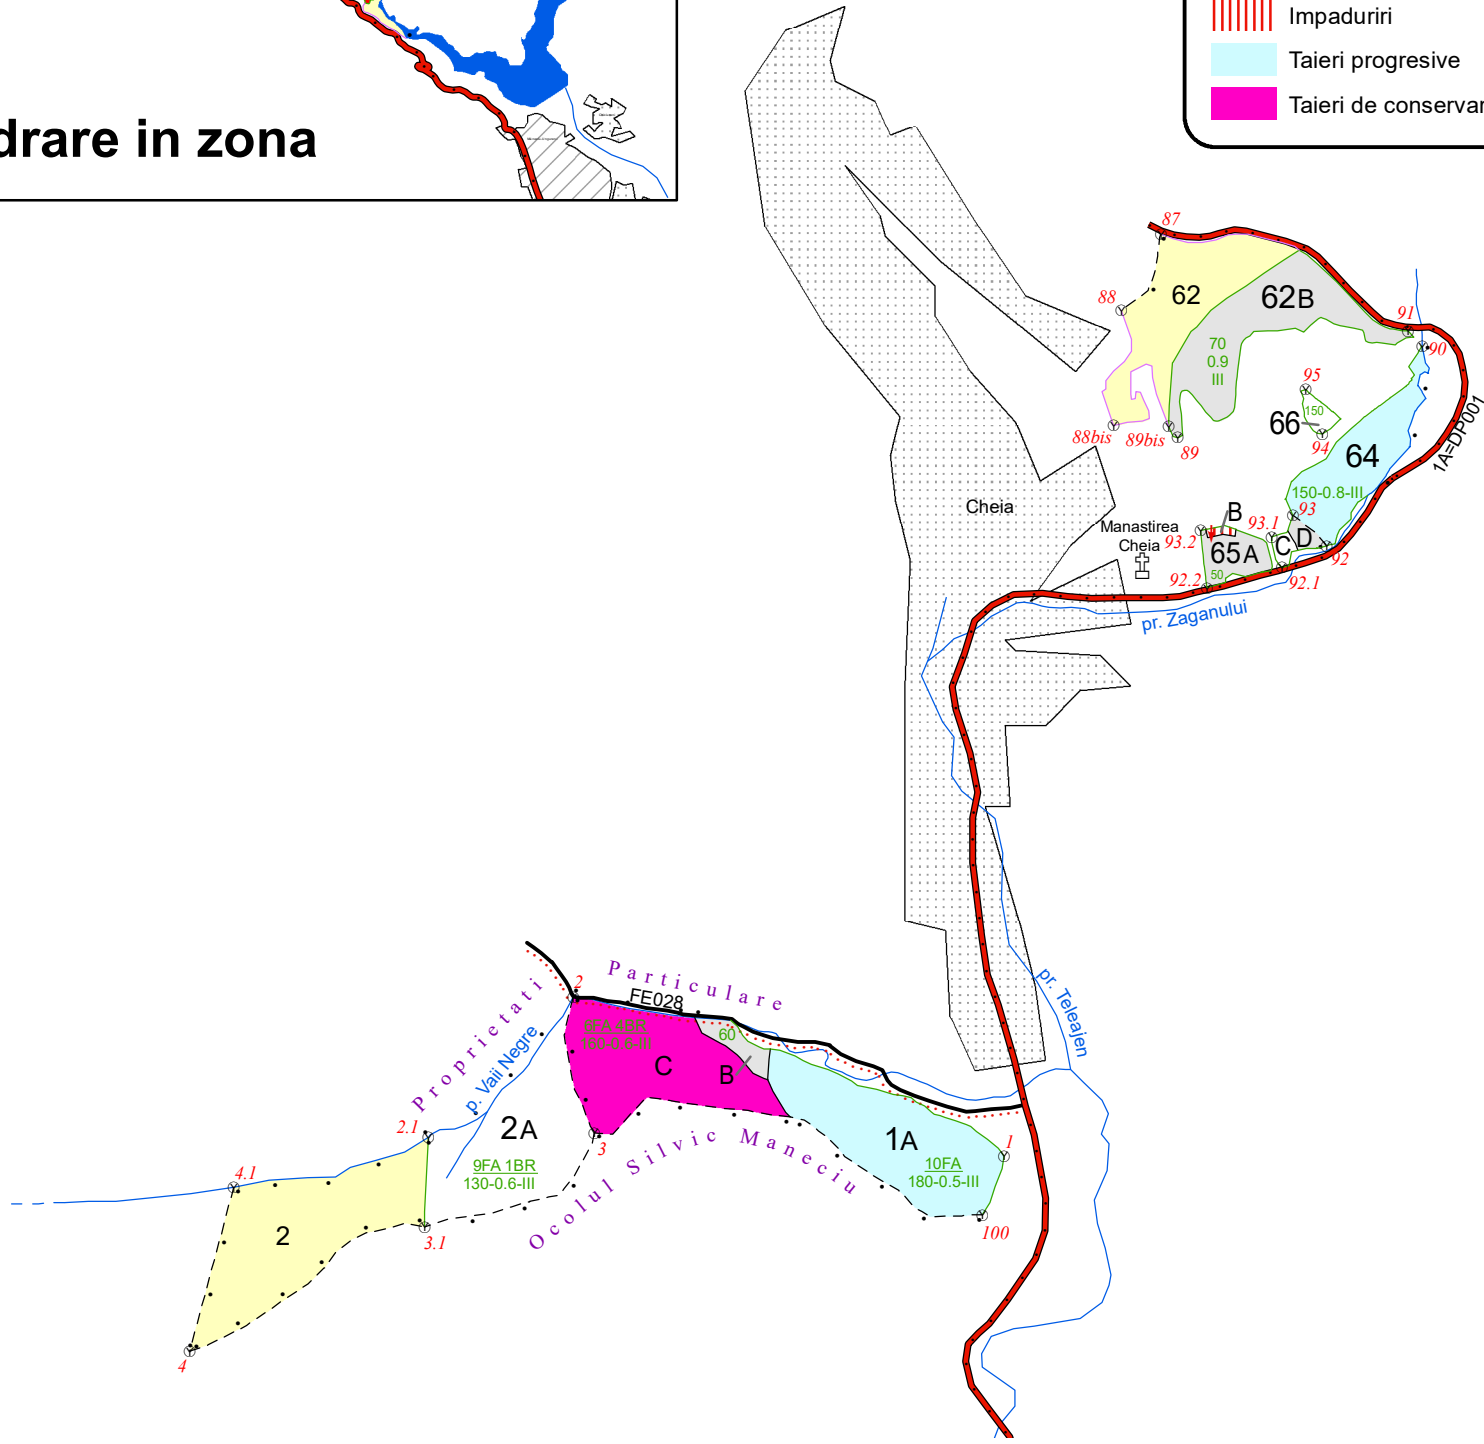 Impaduriri
Taieri progresive
Taieri de conservar
drare in zona
87
88
62
62B
91
90
70
0.9
III
95
150
66
94
88bis
89bis
89
64
1A=DP001
150-0.8-III
93
Cheia
Manastirea
Cheia
B
93.1
93.2
65A
C
D
92
50
92.2
92.1
pr. Zaganului
pr. Teleajen
Proprietati Particulare
2
FE028
160-0.8-III
60
C
B
p. Vaii Negre
2.1
2A
3
1A
1
9FA 1BR
130-0.6-III
10FA
180-0.5-III
Ocolul Silvic Maneciu
4.1
2
3.1
100
4